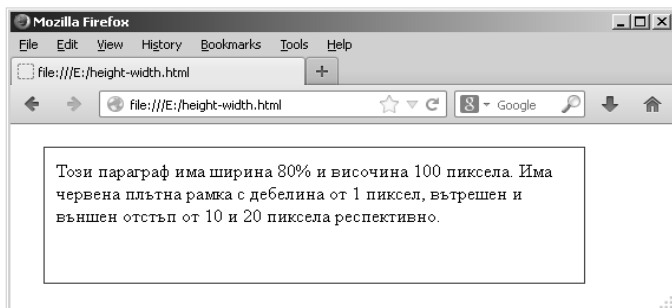 Mozilla Firefox
File Edit View History Bookmarks Tools Help
file:///E:/height-width.html
file:///E:/height-width.html
8 Google
Този параграф има ширина 80% и височина 100 пиксела. Има
червена плътна рамка с дебелина от 1 пиксел, вътрешен и
външен отстъп от 10 и 20 пиксела респективно.